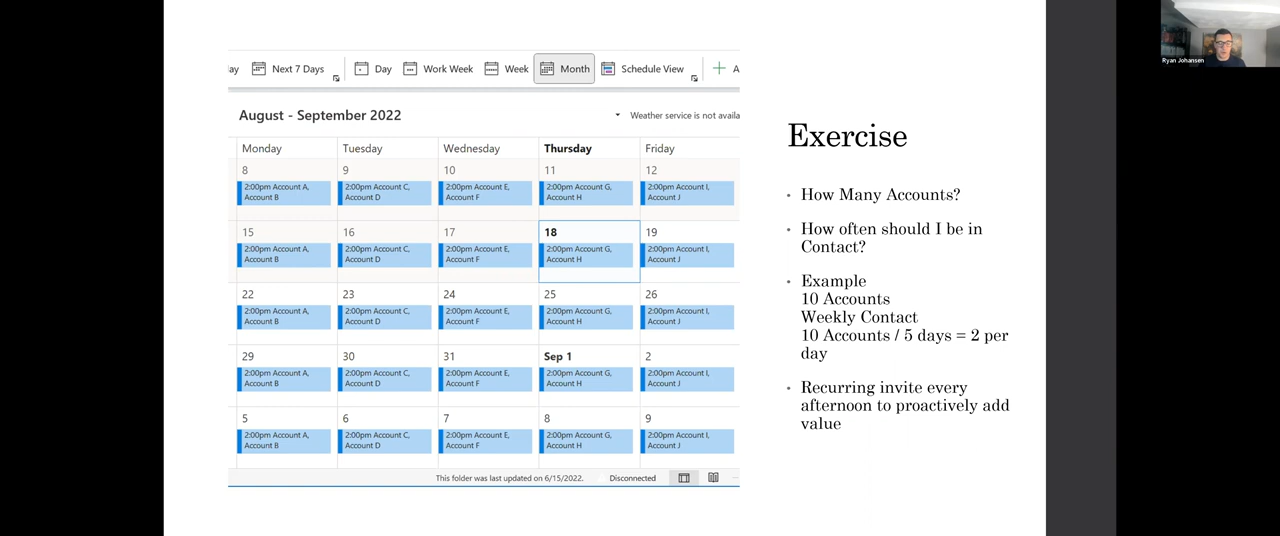 ay Next 7 Days Day Work Week Week Month Schedule View A
August - September 2022 Weather service is not availa
Monday Tuesday Wednesday Thursday Friday
8 9 10 11 12
2:00pm Account A, 2:00pm Account C, 2:00pm Account E, 2:00pm Account G, 2:00pm Account I,
Account B Account D Account F Account H Account J
15 16 17 18 19
2:00pm Account A, 2:00pm Account C, 2:00pm Account E, 2:00pm Account G, 2:00pm Account I,
Account B Account D Account F Account H Account J
22 23 24 25 26
2:00pm Account A, 2:00pm Account C, 2:00pm Account E, 2:00pm Account G, 2:00pm Account I,
Account B Account D Account F Account H Account J
29 30 31 Sep 1 2
2:00pm Account A, 2:00pm Account C, 2:00pm Account E, 2:00pm Account G, 2:00pm Account I,
Account B Account D Account F Account H Account J
5 6 7 8 9
2:00pm Account A, 2:00pm Account C, 2:00pm Account E, 2:00pm Account G, 2:00pm Account I,
Account B Account D Account F Account H Account J
This folder was last updated on 6/15/2022. Disconnected
Exercise
• How Many Accounts?
• How often should I be in
Contact?
• Example
10 Accounts
Weekly Contact
10 Accounts / 5 days = 2 per
day
• Recurring invite every
afternoon to proactively add
value
Ryan Johansen